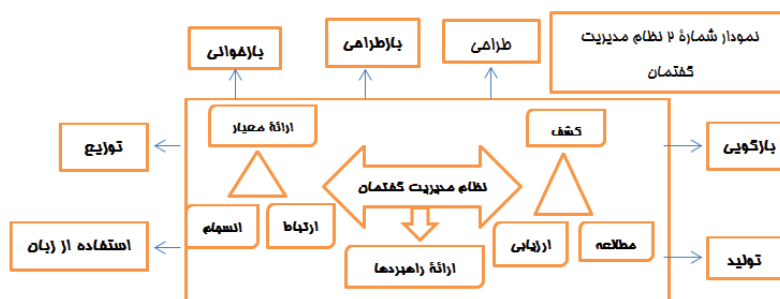 نمودار شمارهٔ ۲ نظام مدیریت
گفتمان
طراحی
بازطراحی
بازخوانی
ارائهٔ معیار
کشف
توزیع
بازگویی
نظام مدیریت گفتمان
انسجام
ارتباط
ارزیابی
مطالعه
استفاده از زبان
ارائهٔ راهبردها
تولید